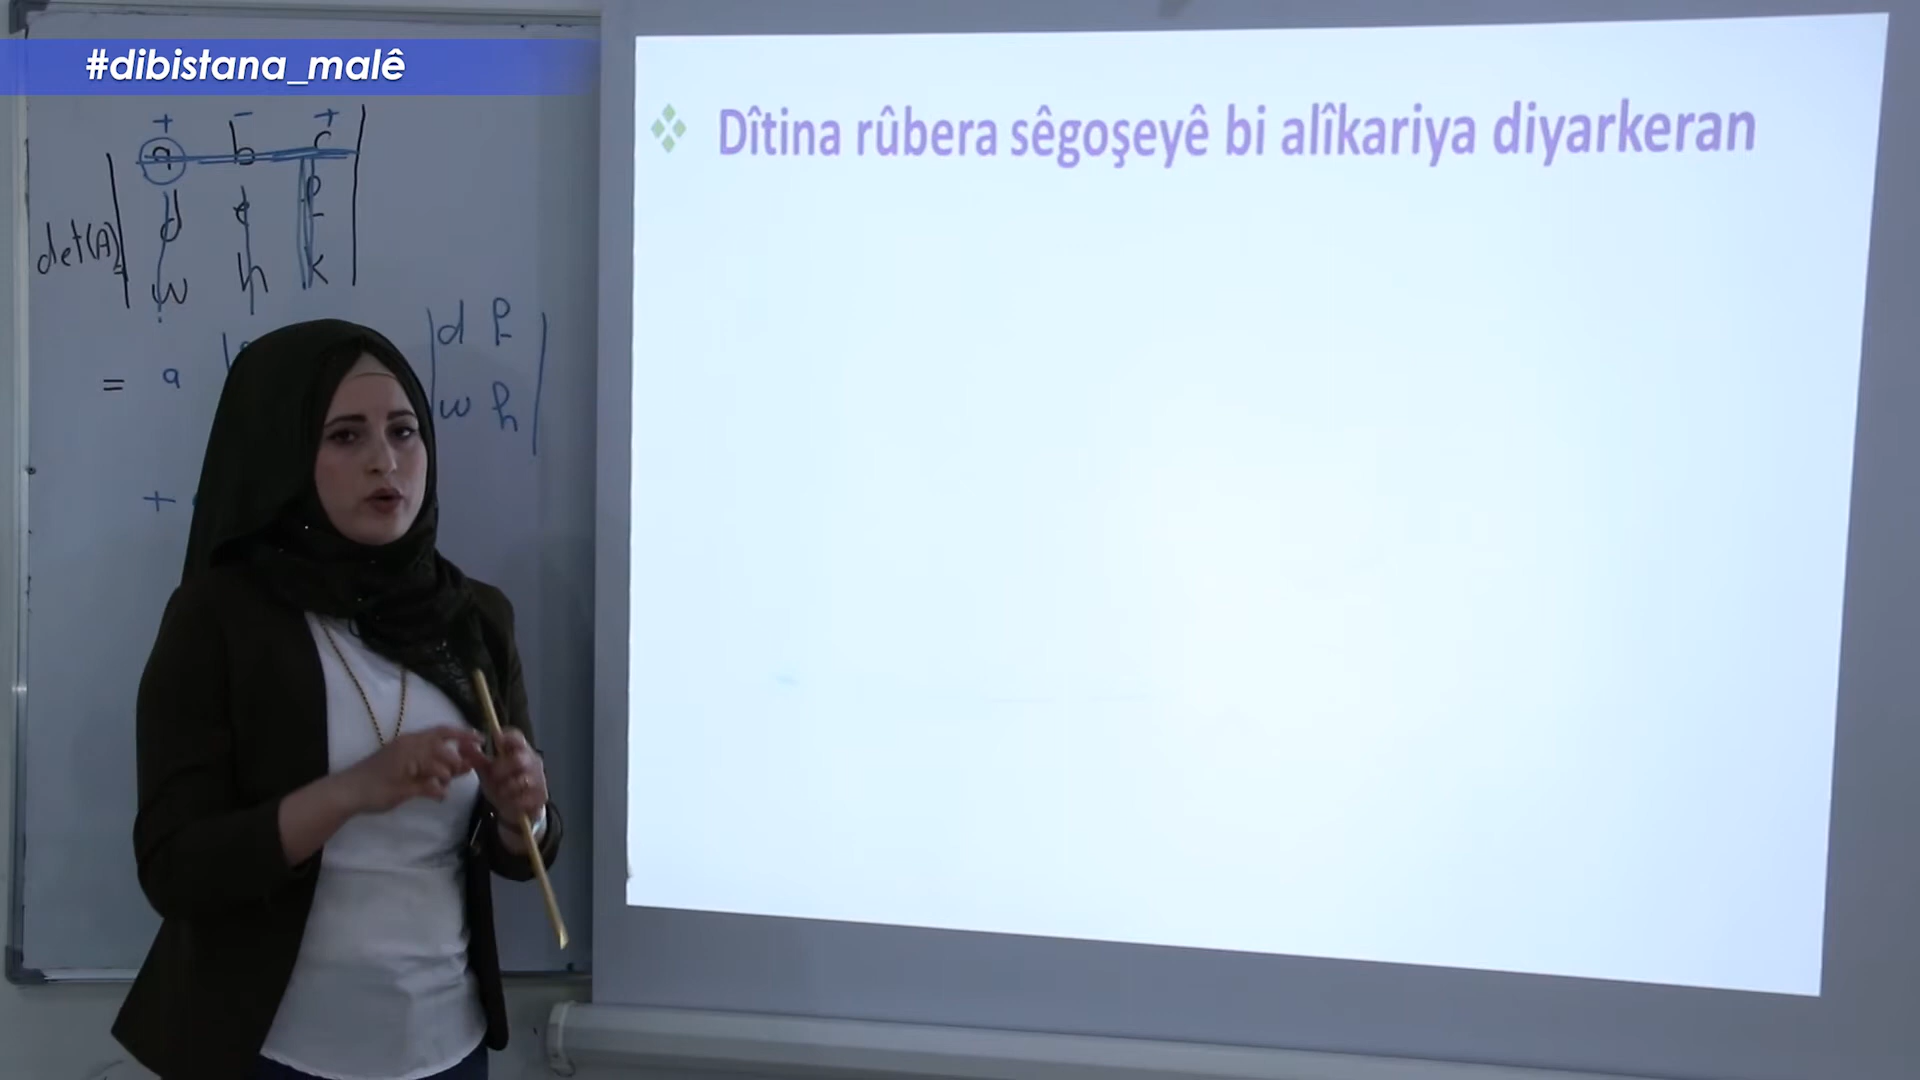 #dibistana_malê
+ - +
a b c
det(A)= d e f
w h k
= a d f
w h
+
Dîtina rûbera sêgoşeyê bi alîkariya diyarkeran